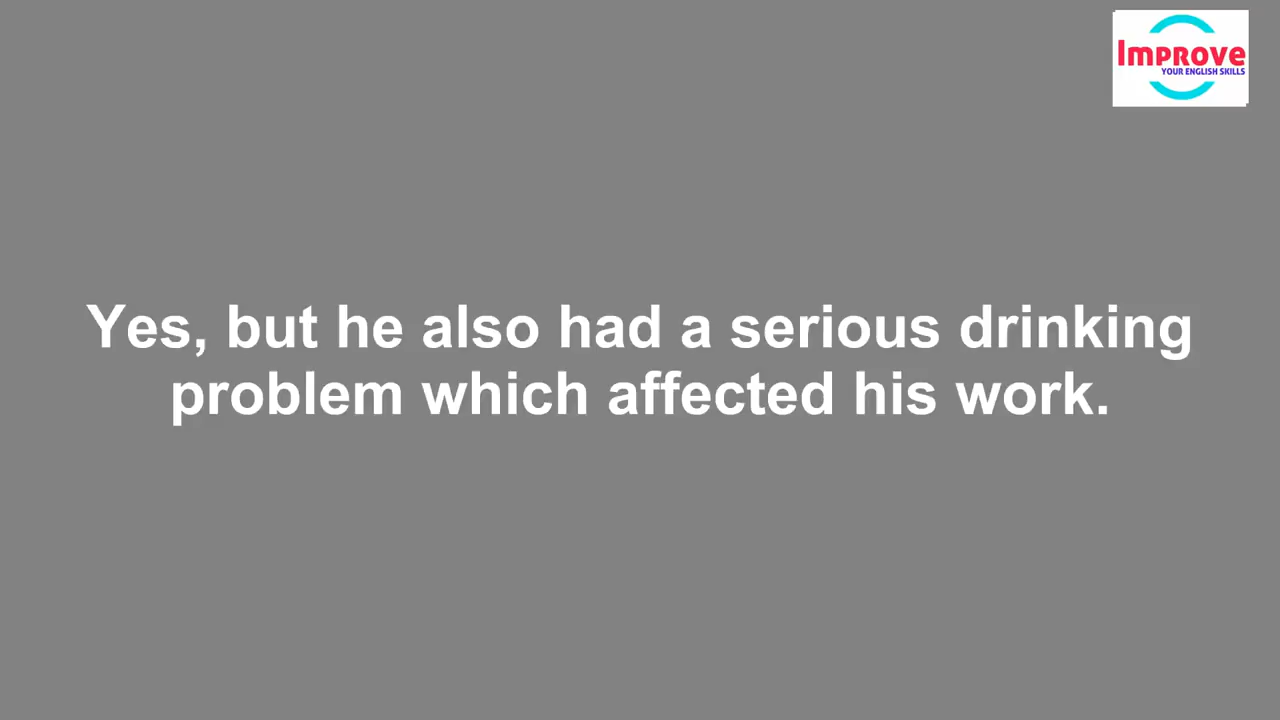 Improve
YOUR ENGLISH SKILLS
Yes, but he also had a serious drinking
problem which affected his work.